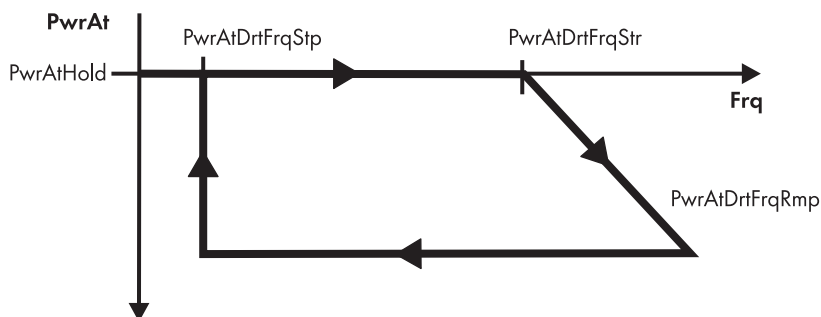 PwrAt
PwrAtDrtFrqStp
PwrAtDrtFrqStr
PwrAtHold
Frq
PwrAtDrtFrqRmp